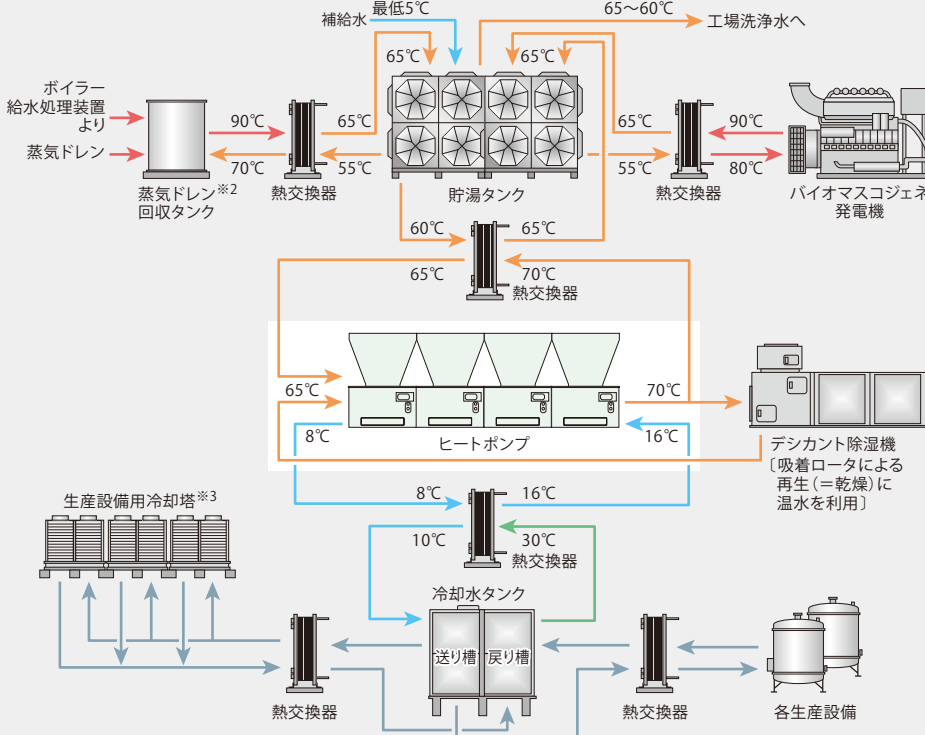 補給水
最低5℃
65～60℃
工場洗浄水へ
65℃
65℃
ボイラー
給水処理装置
より
蒸気ドレン
90℃
70℃
65℃
55℃
65℃
55℃
90℃
80℃
蒸気ドレン※2
回収タンク
熱交換器
貯湯タンク
熱交換器
バイオマスコジェネ
発電機
60℃
65℃
65℃
70℃
熱交換器
65℃
70℃
8℃
ヒートポンプ
16℃
デシカント除湿機
〔吸着ロータによる
再生（＝乾燥）に
温水を利用〕
8℃
16℃
10℃
30℃
熱交換器
生産設備用冷却塔※3
冷却水タンク
送り槽
戻り槽
熱交換器
熱交換器
各生産設備